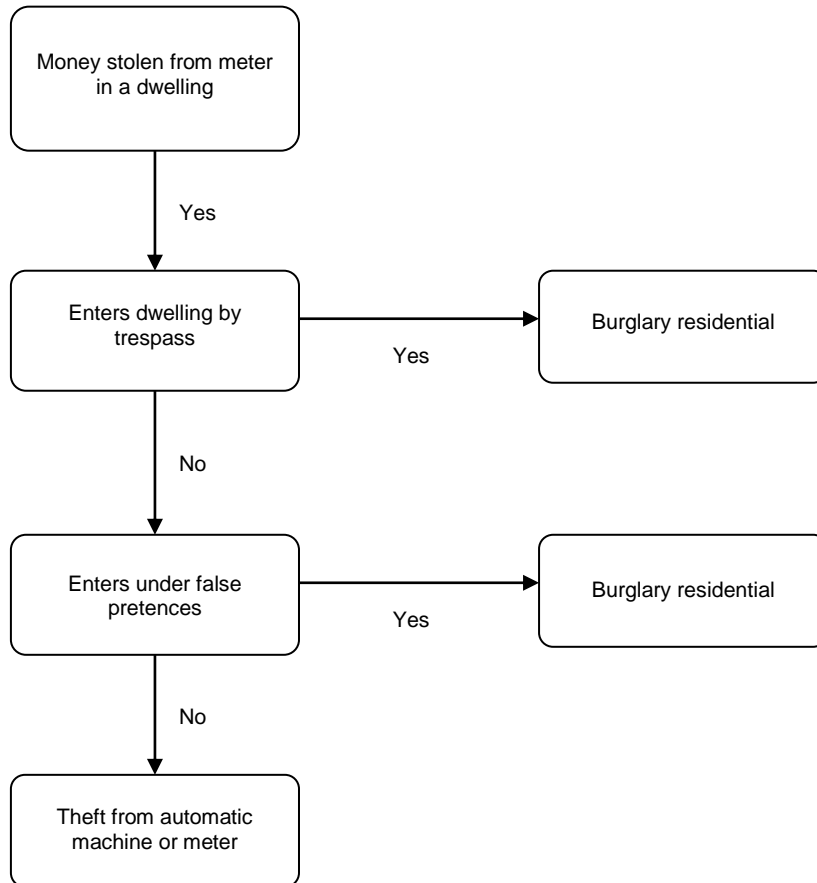 Money stolen from meter
in a dwelling
Yes
Enters dwelling by
trespass
Burglary residential
Yes
No
Enters under false
pretences
Burglary residential
Yes
No
Theft from automatic
machine or meter